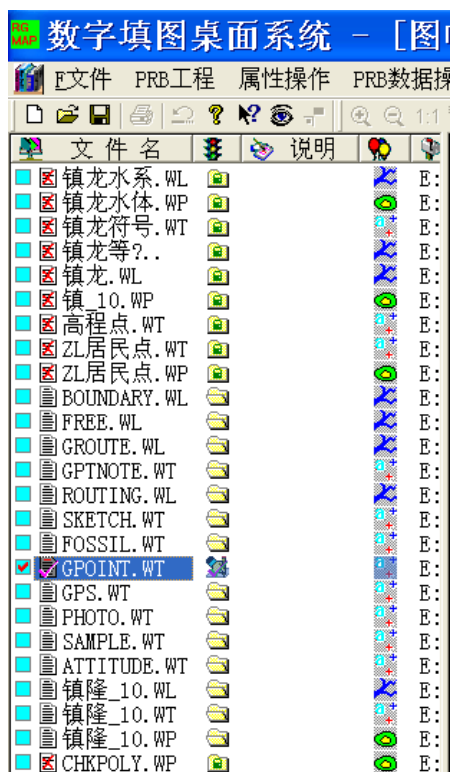 RG MAP 数字填图桌面系统 - [图
F文件 PRB工程 属性操作 PRB数据
1:1
文件名 说明
镇龙水系.WL E:
镇龙水体.WP E:
镇龙符号.WT E:
镇龙等?.. E:
镇龙.WL E:
镇_10.WP E:
高程点.WT E:
ZL居民点.WT E:
ZL居民点.WP E:
BOUNDARY.WL E:
FREE.WL E:
GROUTE.WL E:
GPTNOTE.WT E:
ROUTING.WL E:
SKETCH.WT E:
FOSSIL.WT E:
GPOINT.WT E:
GPS.WT E:
PHOTO.WT E:
SAMPLE.WT E:
ATTITUDE.WT E:
镇隆_10.WL E:
镇隆_10.WT E:
镇隆_10.WP E:
CHKPOLY.WP E: